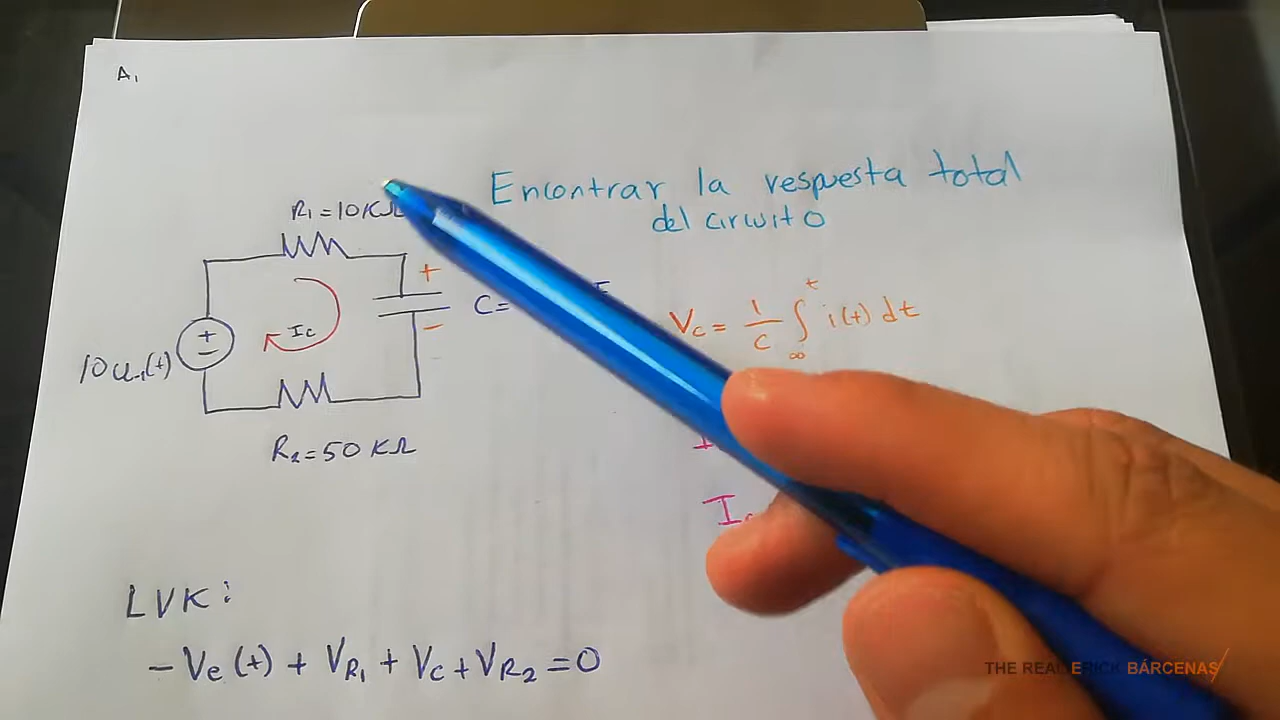 A₁
Encontrar la respuesta total
del circuito
R₁=10KΩ
+
C=
−
Vc = 1/c ∫ i(t) dt
t
∞
+
−
Ic
10u₋₁(t)
R₂=50 KΩ
I
I
LVK:
−Ve(t) + VR₁ + Vc + VR₂ = 0
THE REAL ERICK BÁRCENAS